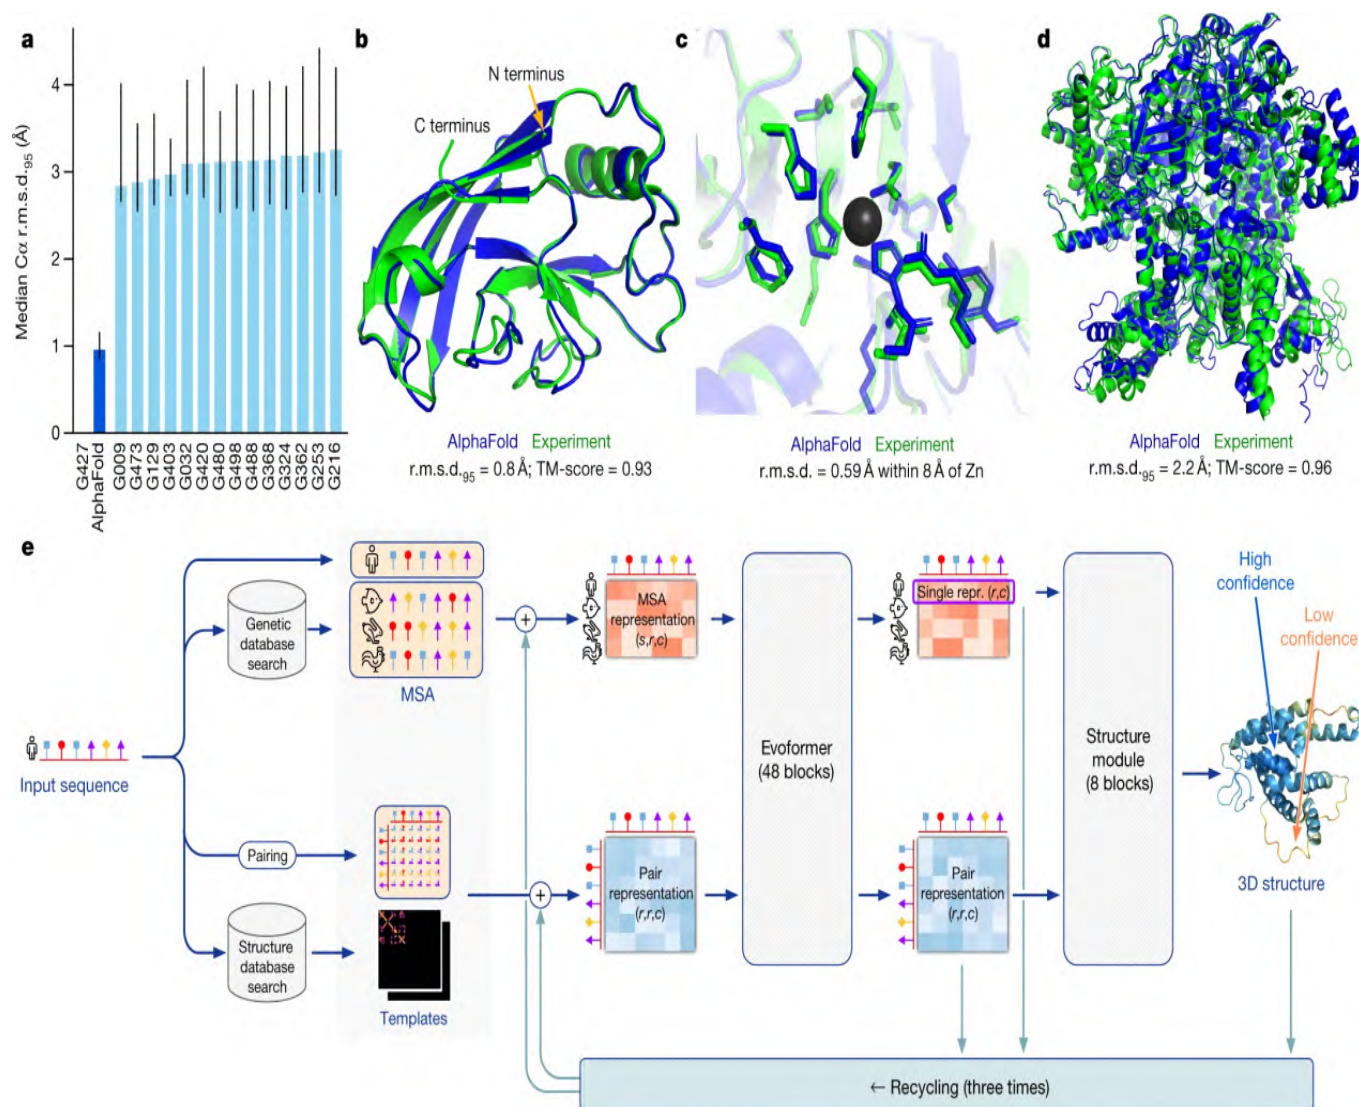 a
Median Cα r.m.s.d.95 (Å)
4
3
2
1
0
G427
AlphaFold
G009
G473
G129
G403
G032
G420
G480
G498
G488
G368
G324
G362
G253
G216
b
N terminus
C terminus
AlphaFold Experiment
r.m.s.d.95 = 0.8 Å; TM-score = 0.93
c
AlphaFold Experiment
r.m.s.d. = 0.59 Å within 8 Å of Zn
d
AlphaFold Experiment
r.m.s.d.95 = 2.2 Å; TM-score = 0.96
e
Input sequence
Genetic
database
search
MSA
Pairing
Structure
database
search
Templates
+
+
MSA
representation
(s,r,c)
Pair
representation
(r,r,c)
Evoformer
(48 blocks)
Single repr. (r,c)
Pair
representation
(r,r,c)
Structure
module
(8 blocks)
High
confidence
Low
confidence
3D structure
← Recycling (three times)